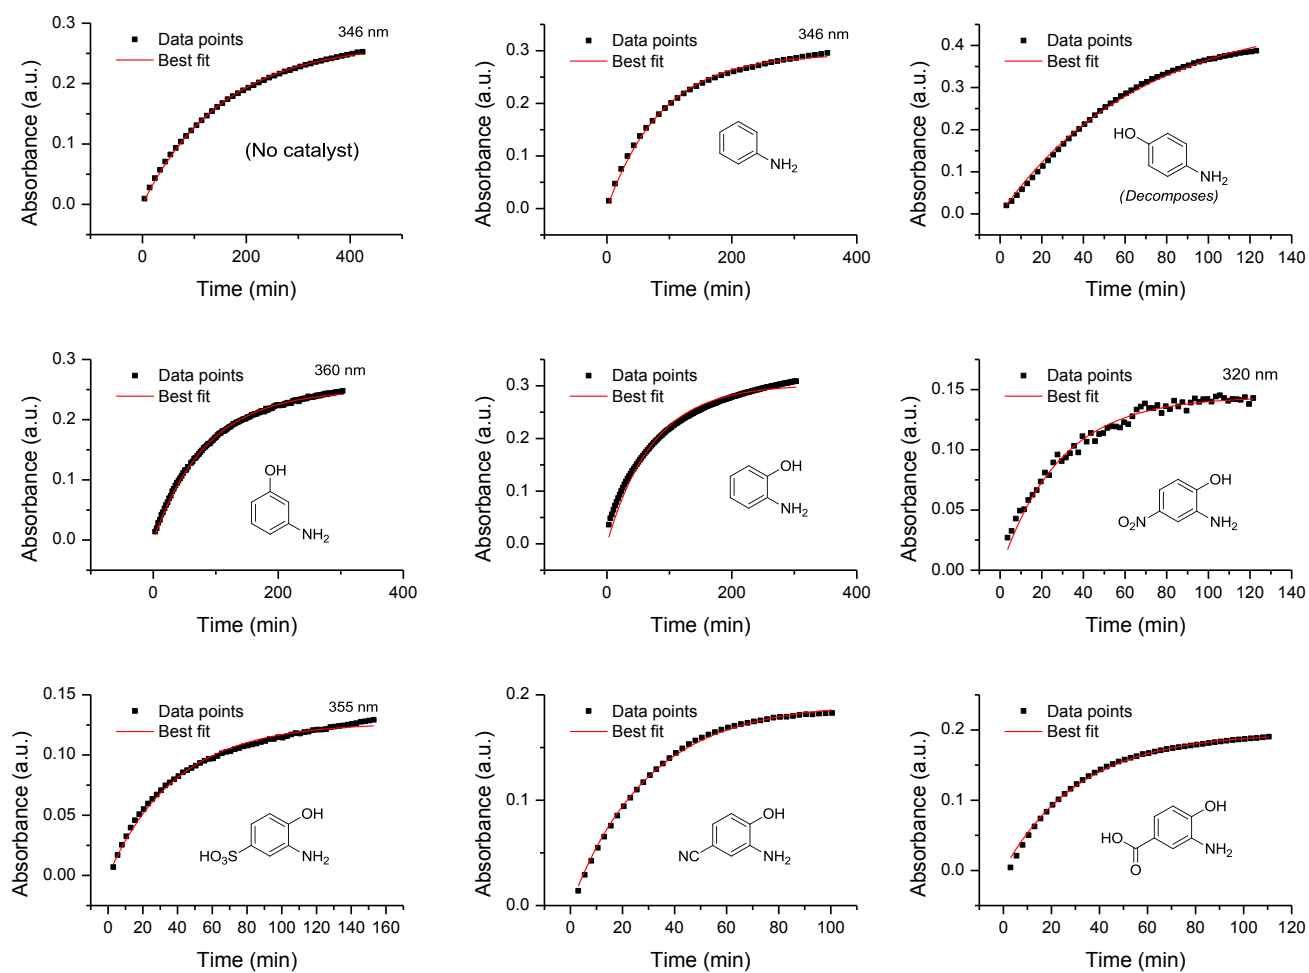 0.3
0.2
0.1
0.0
Absorbance (a.u.)
Data points
Best fit
346 nm
(No catalyst)
0 200 400
Time (min)
0.3
0.2
0.1
0.0
Absorbance (a.u.)
Data points
Best fit
346 nm
NH2
0 200 400
Time (min)
0.4
0.3
0.2
0.1
0.0
Absorbance (a.u.)
Data points
Best fit
HO
NH2
(Decomposes)
0 20 40 60 80 100 120 140
Time (min)
0.3
0.2
0.1
0.0
Absorbance (a.u.)
Data points
Best fit
360 nm
OH
NH2
0 200 400
Time (min)
0.3
0.2
0.1
0.0
Absorbance (a.u.)
Data points
Best fit
OH
NH2
0 200 400
Time (min)
0.15
0.10
0.05
0.00
Absorbance (a.u.)
Data points
Best fit
320 nm
OH
O2N NH2
0 20 40 60 80 100 120 140
Time (min)
0.15
0.10
0.05
0.00
Absorbance (a.u.)
Data points
Best fit
355 nm
OH
HO3S NH2
0 20 40 60 80 100 120 140 160
Time (min)
0.2
0.1
0.0
Absorbance (a.u.)
Data points
Best fit
OH
NC NH2
0 20 40 60 80 100
Time (min)
0.2
0.1
0.0
Absorbance (a.u.)
Data points
Best fit
OH
HO NH2
O
0 20 40 60 80 100 120
Time (min)